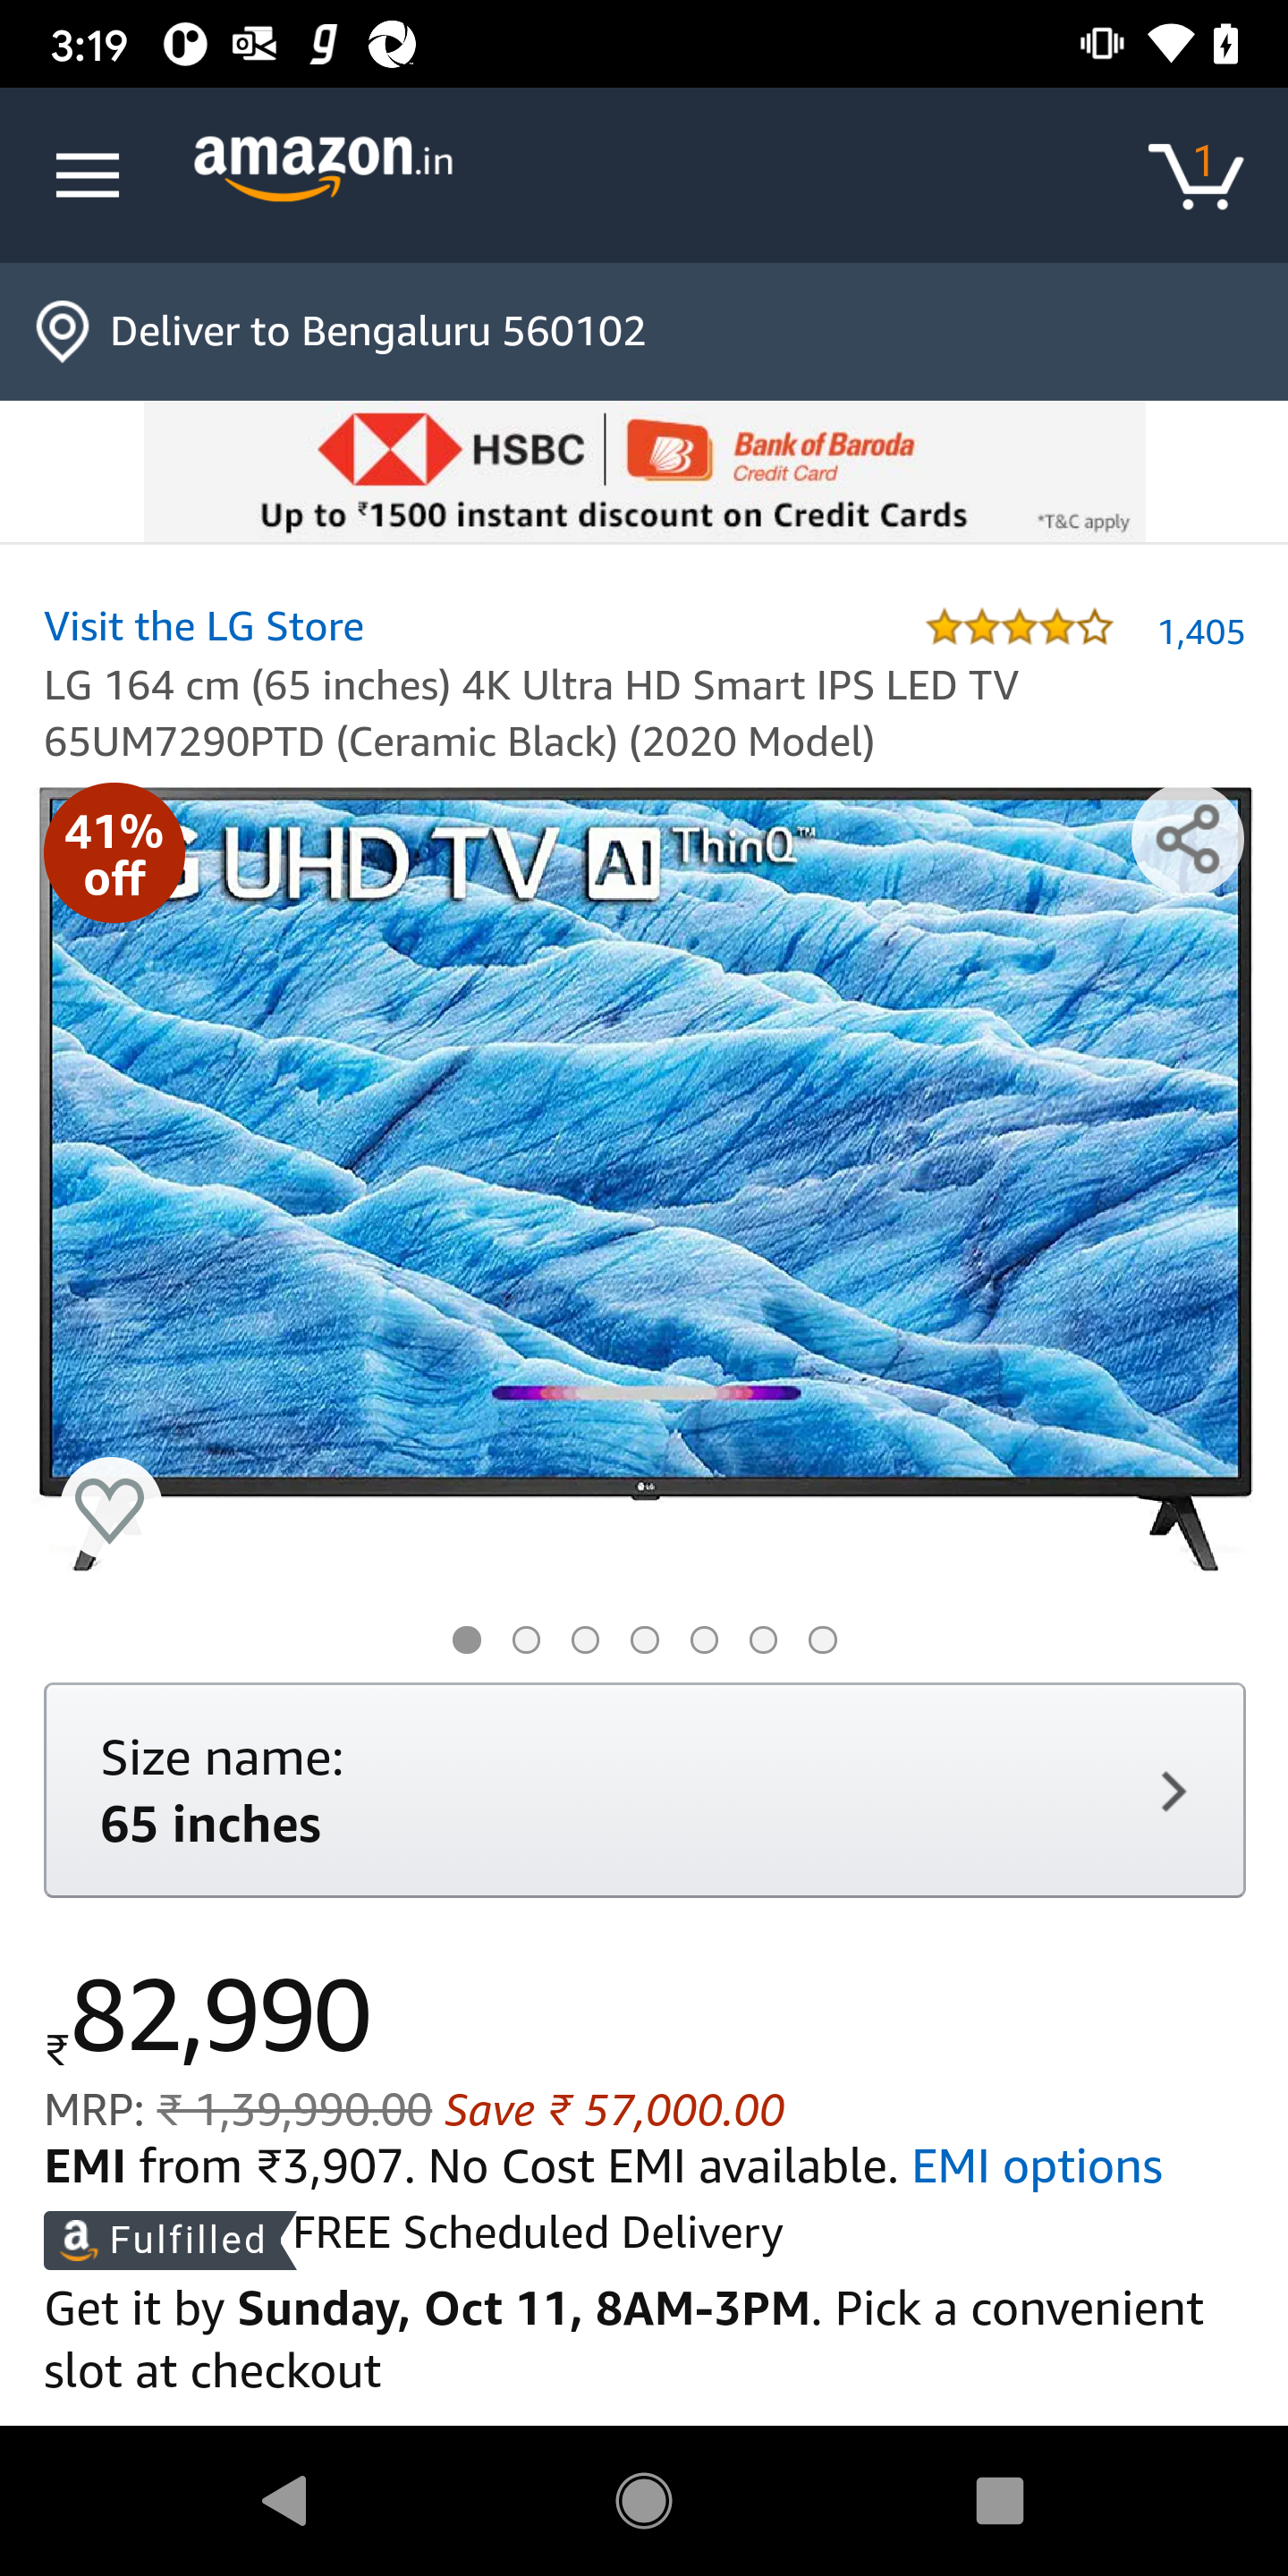 3:19
amazon.in
1
Deliver to Bengaluru 560102
HSBC
Bank of Baroda
Credit Card
Up to ₹1500 instant discount on Credit Cards
*T&C apply
Visit the LG Store
1,405
LG 164 cm (65 inches) 4K Ultra HD Smart IPS LED TV
65UM7290PTD (Ceramic Black) (2020 Model)
41%
off
G UHD TV AI ThinQ™
LG
Size name:
65 inches
₹82,990
MRP: ₹ 1,39,990.00 Save ₹ 57,000.00
EMI from ₹3,907. No Cost EMI available. EMI options
a Fulfilled FREE Scheduled Delivery
Get it by Sunday, Oct 11, 8AM-3PM. Pick a convenient
slot at checkout